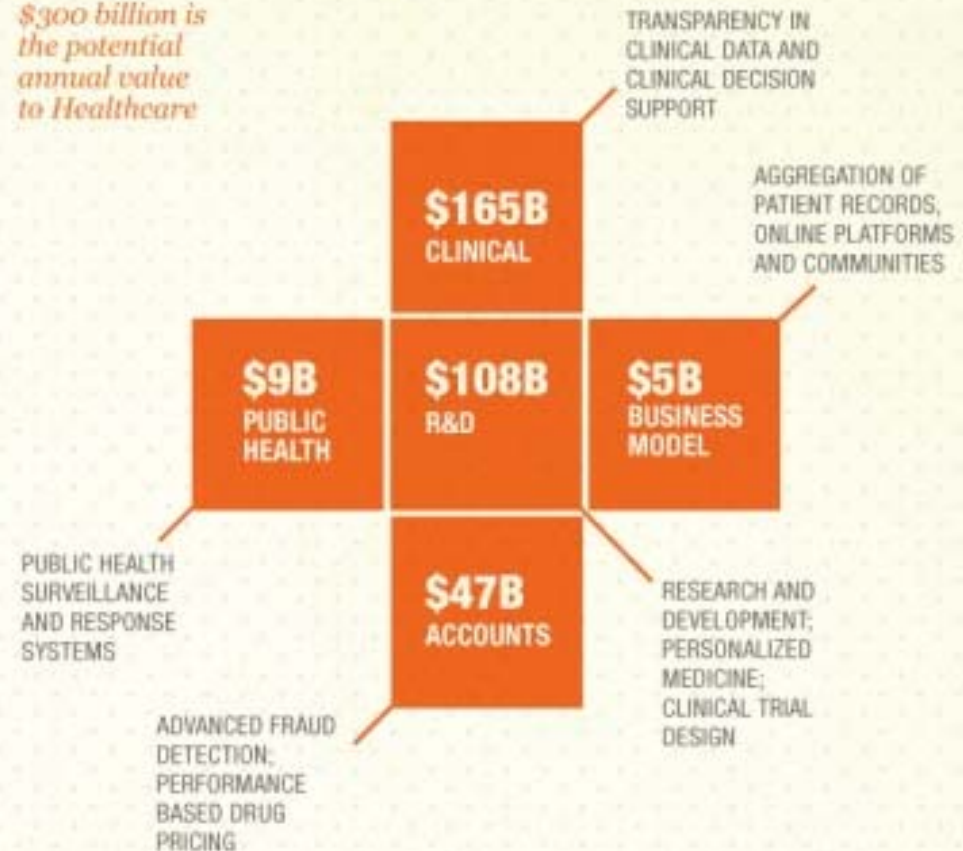 $300 billion is
the potential
annual value
to Healthcare
TRANSPARENCY IN
CLINICAL DATA AND
CLINICAL DECISION
SUPPORT
$165B
CLINICAL
AGGREGATION OF
PATIENT RECORDS,
ONLINE PLATFORMS
AND COMMUNITIES
$9B
PUBLIC
HEALTH
$108B
R&D
$5B
BUSINESS
MODEL
PUBLIC HEALTH
SURVEILLANCE
AND RESPONSE
SYSTEMS
$47B
ACCOUNTS
RESEARCH AND
DEVELOPMENT;
PERSONALIZED
MEDICINE;
CLINICAL TRIAL
DESIGN
ADVANCED FRAUD
DETECTION;
PERFORMANCE
BASED DRUG
PRICING